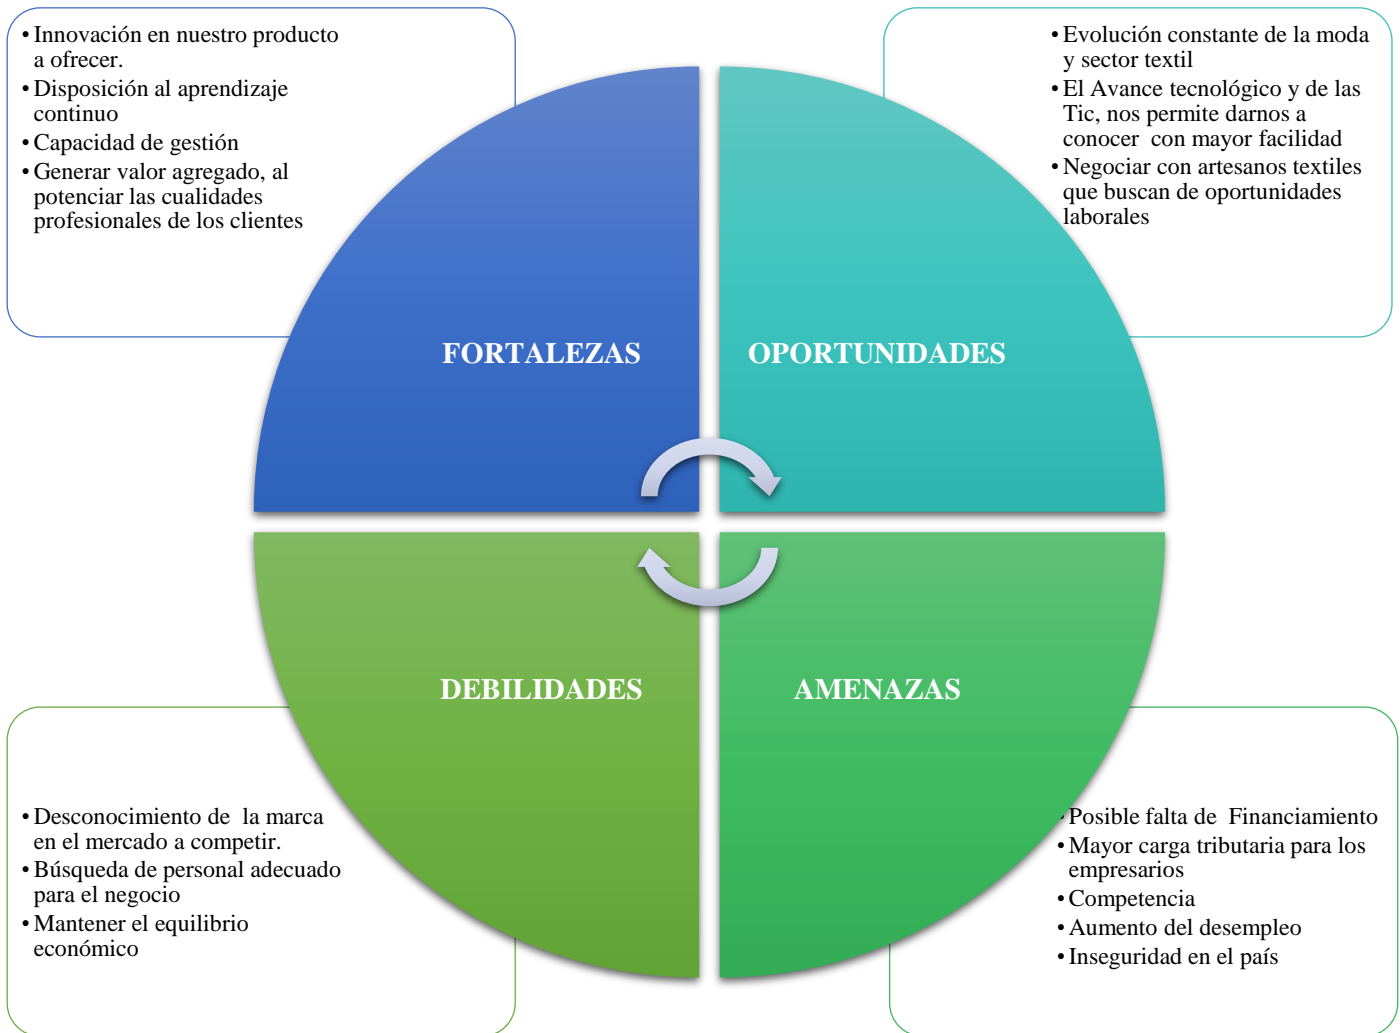 • Innovación en nuestro producto
a ofrecer.
• Disposición al aprendizaje
continuo
• Capacidad de gestión
• Generar valor agregado, al
potenciar las cualidades
profesionales de los clientes
• Evolución constante de la moda
y sector textil
• El Avance tecnológico y de las
Tic, nos permite darnos a
conocer con mayor facilidad
• Negociar con artesanos textiles
que buscan de oportunidades
laborales
FORTALEZAS
OPORTUNIDADES
DEBILIDADES
AMENAZAS
• Desconocimiento de la marca
en el mercado a competir.
• Búsqueda de personal adecuado
para el negocio
• Mantener el equilibrio
económico
• Posible falta de Financiamiento
• Mayor carga tributaria para los
empresarios
• Competencia
• Aumento del desempleo
• Inseguridad en el país